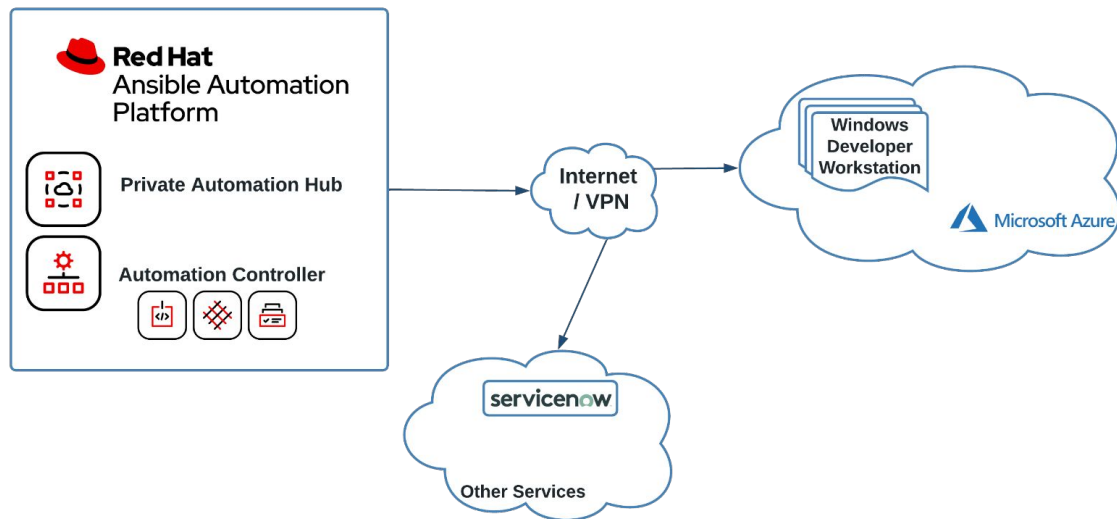 Red Hat
Ansible Automation
Platform
Private Automation Hub
Automation Controller
</>
Internet
/ VPN
Windows
Developer
Workstation
Microsoft Azure
servicenow
Other Services